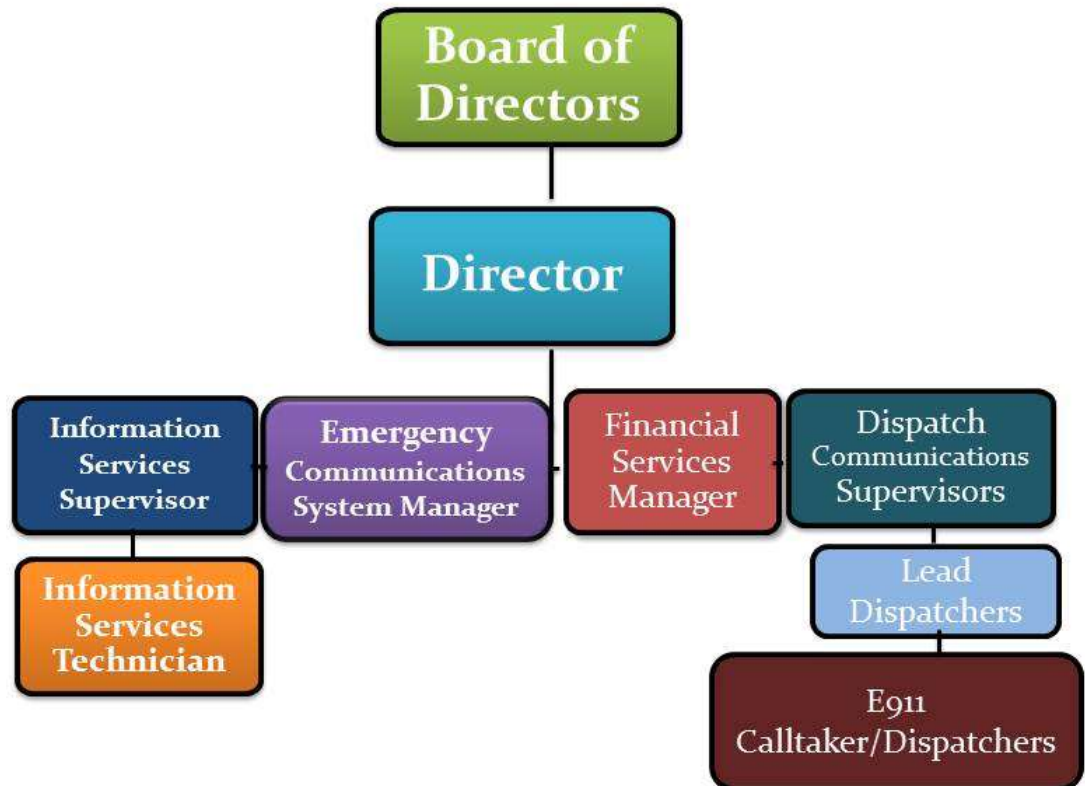 Board of
Directors
Director
Information
Services
Supervisor
Emergency
Communications
System Manager
Financial
Services
Manager
Dispatch
Communications
Supervisors
Information
Services
Technician
Lead
Dispatchers
E911
Calltaker/Dispatchers